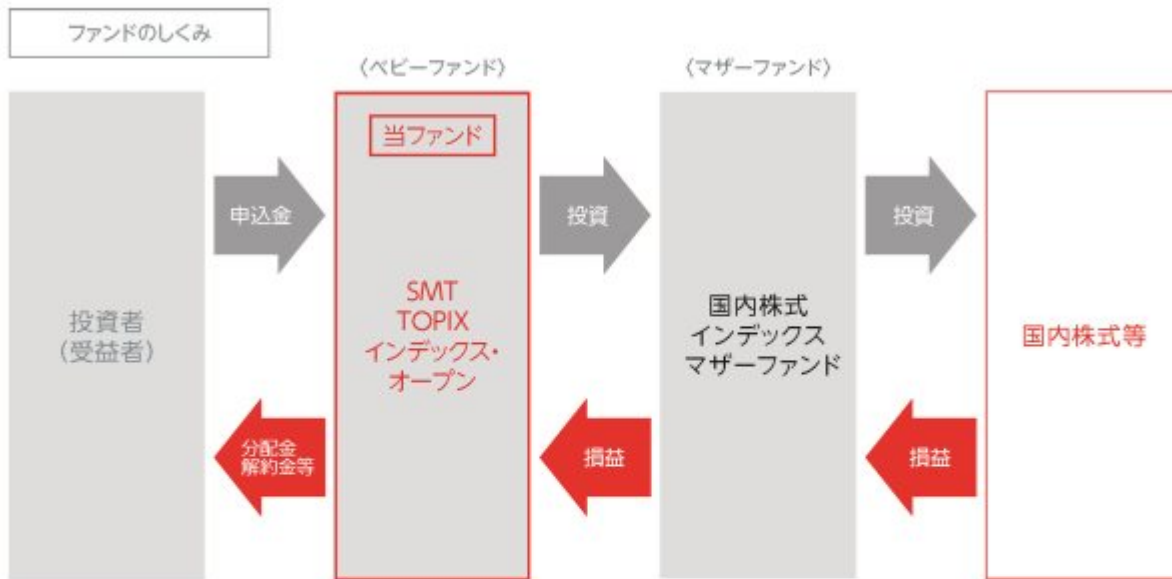 ファンドのしくみ
〈ベビーファンド〉
〈マザーファンド〉
当ファンド
申込金
投資
投資
投資者
(受益者)
SMT
TOPIX
インデックス・
オープン
国内株式
インデックス
マザーファンド
国内株式等
分配金
解約金等
損益
損益